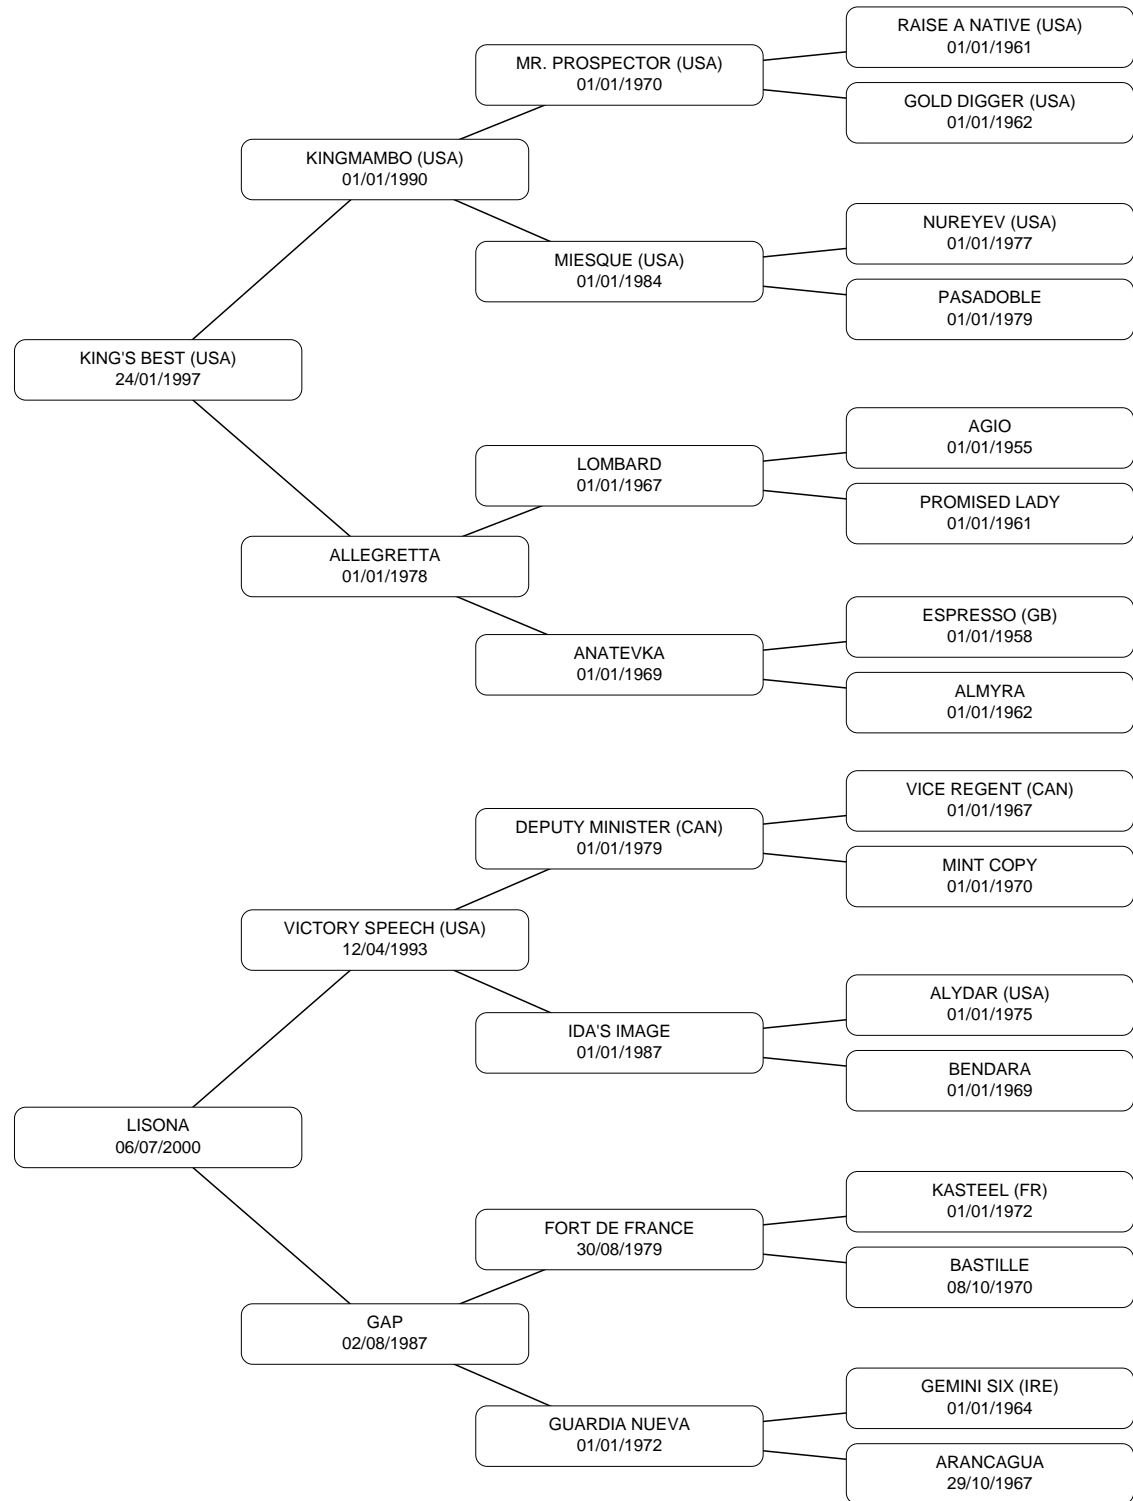 RAISE A NATIVE (USA)
01/01/1961
MR. PROSPECTOR (USA)
01/01/1970
GOLD DIGGER (USA)
01/01/1962
KINGMAMBO (USA)
01/01/1990
NUREYEV (USA)
01/01/1977
MIESQUE (USA)
01/01/1984
PASADOBLE
01/01/1979
KING'S BEST (USA)
24/01/1997
AGIO
01/01/1955
LOMBARD
01/01/1967
PROMISED LADY
01/01/1961
ALLEGRETTA
01/01/1978
ESPRESSO (GB)
01/01/1958
ANATEVKA
01/01/1969
ALMYRA
01/01/1962
VICE REGENT (CAN)
01/01/1967
DEPUTY MINISTER (CAN)
01/01/1979
MINT COPY
01/01/1970
VICTORY SPEECH (USA)
12/04/1993
ALYDAR (USA)
01/01/1975
IDA'S IMAGE
01/01/1987
BENDARA
01/01/1969
LISONA
06/07/2000
KASTEEL (FR)
01/01/1972
FORT DE FRANCE
30/08/1979
BASTILLE
08/10/1970
GAP
02/08/1987
GEMINI SIX (IRE)
01/01/1964
GUARDIA NUEVA
01/01/1972
ARANCAGUA
29/10/1967